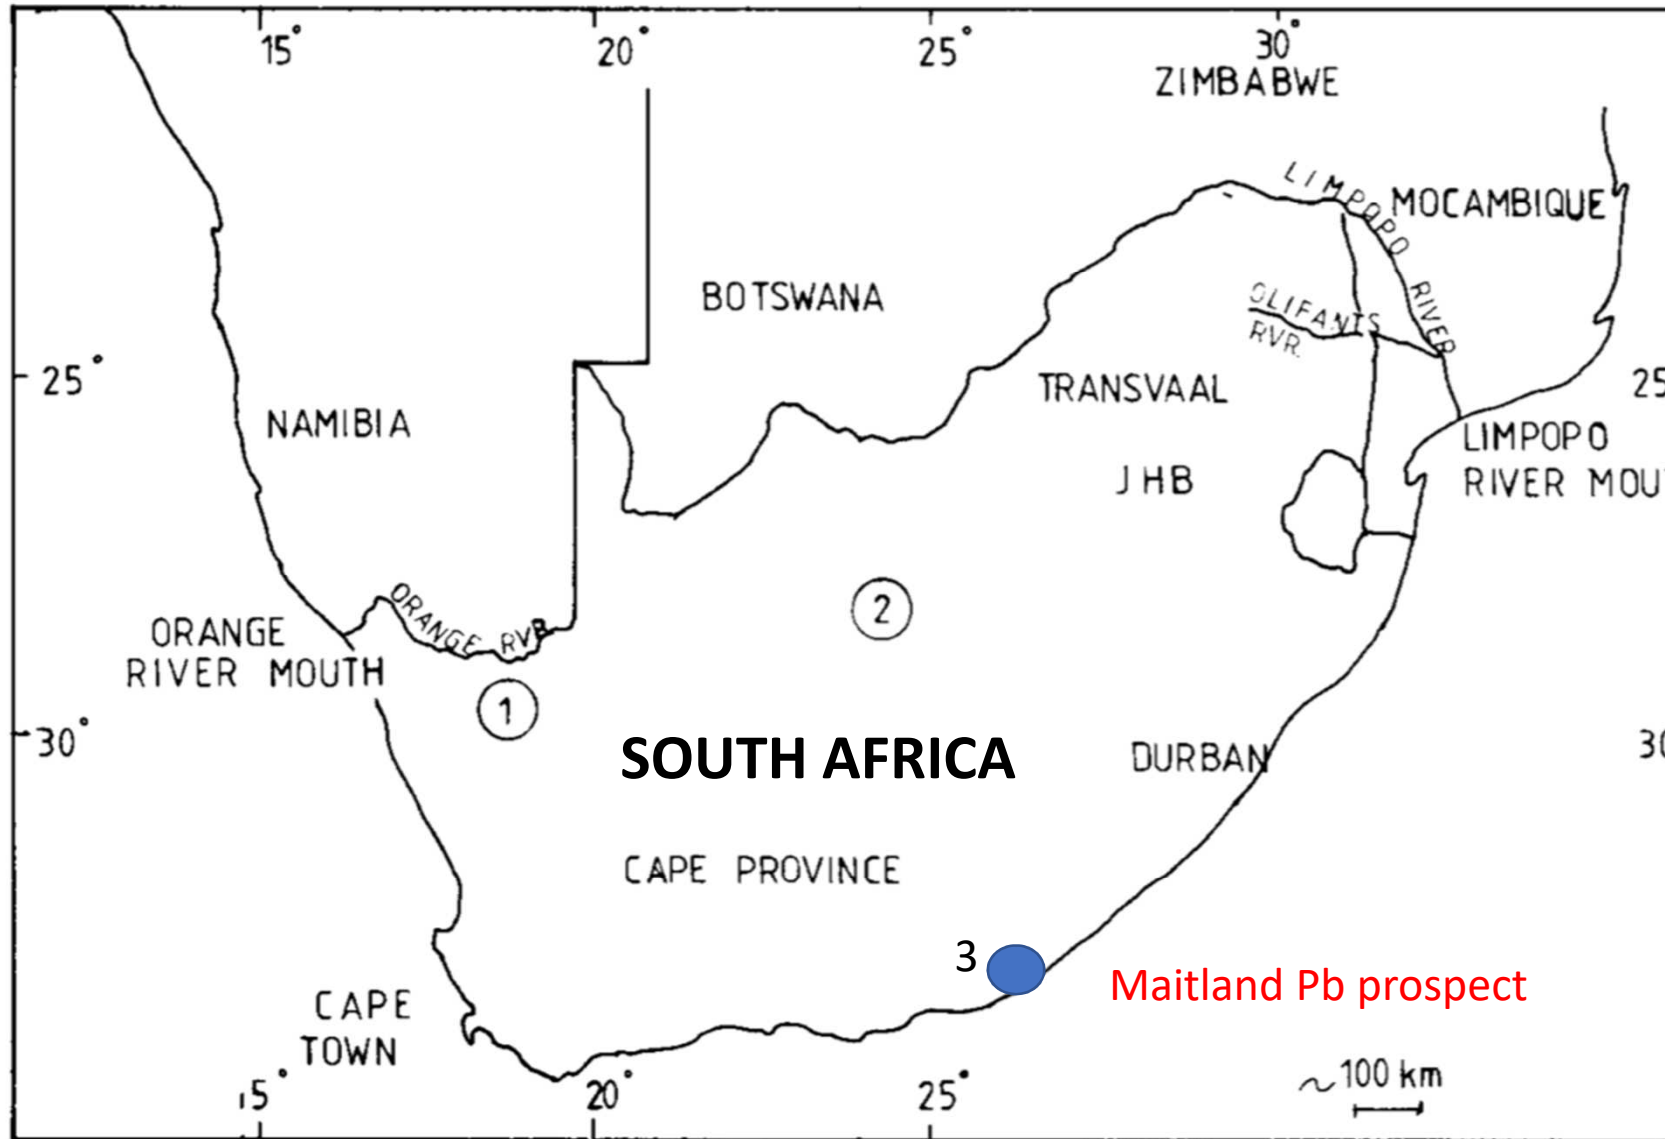 15°
20°
25°
30°
ZIMBABWE
LIMPOPO RIVER
MOCAMBIQUE
BOTSWANA
OLIFANTS
RVR.
25°
25
TRANSVAAL
NAMIBIA
LIMPOPO
RIVER MOU
JHB
ORANGE RVR
2
ORANGE
RIVER MOUTH
1
30°
30
SOUTH AFRICA
DURBAN
CAPE PROVINCE
3
Maitland Pb prospect
CAPE
TOWN
15°
20°
25°
~100 km